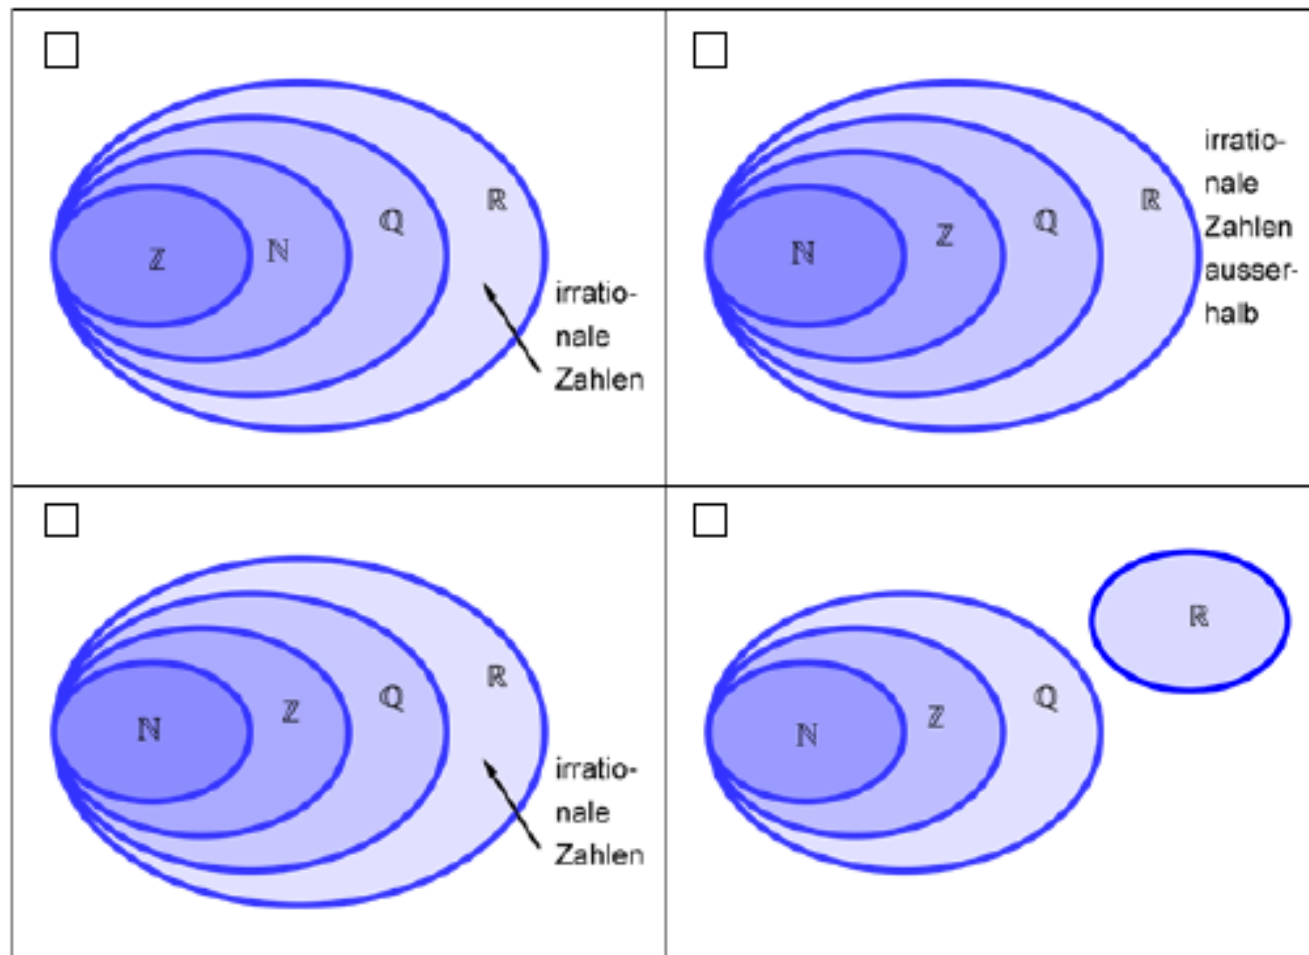 ℤ
ℕ
ℚ
ℝ
irratio-
nale
Zahlen
ℕ
ℤ
ℚ
ℝ
irratio-
nale
Zahlen
ausser-
halb
ℕ
ℤ
ℚ
ℝ
irratio-
nale
Zahlen
ℕ
ℤ
ℚ
ℝ